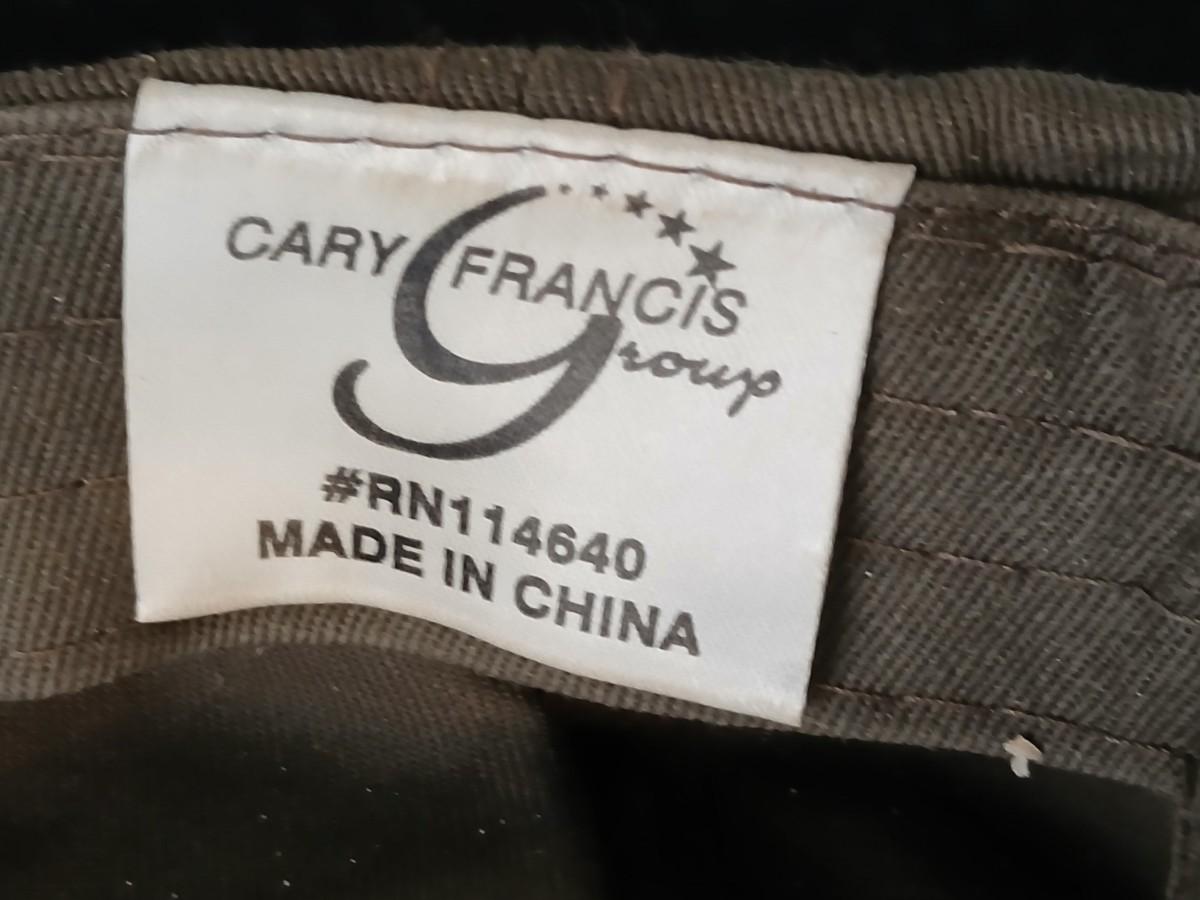 CARY FRANCIS
Group
#RN114640
MADE IN CHINA